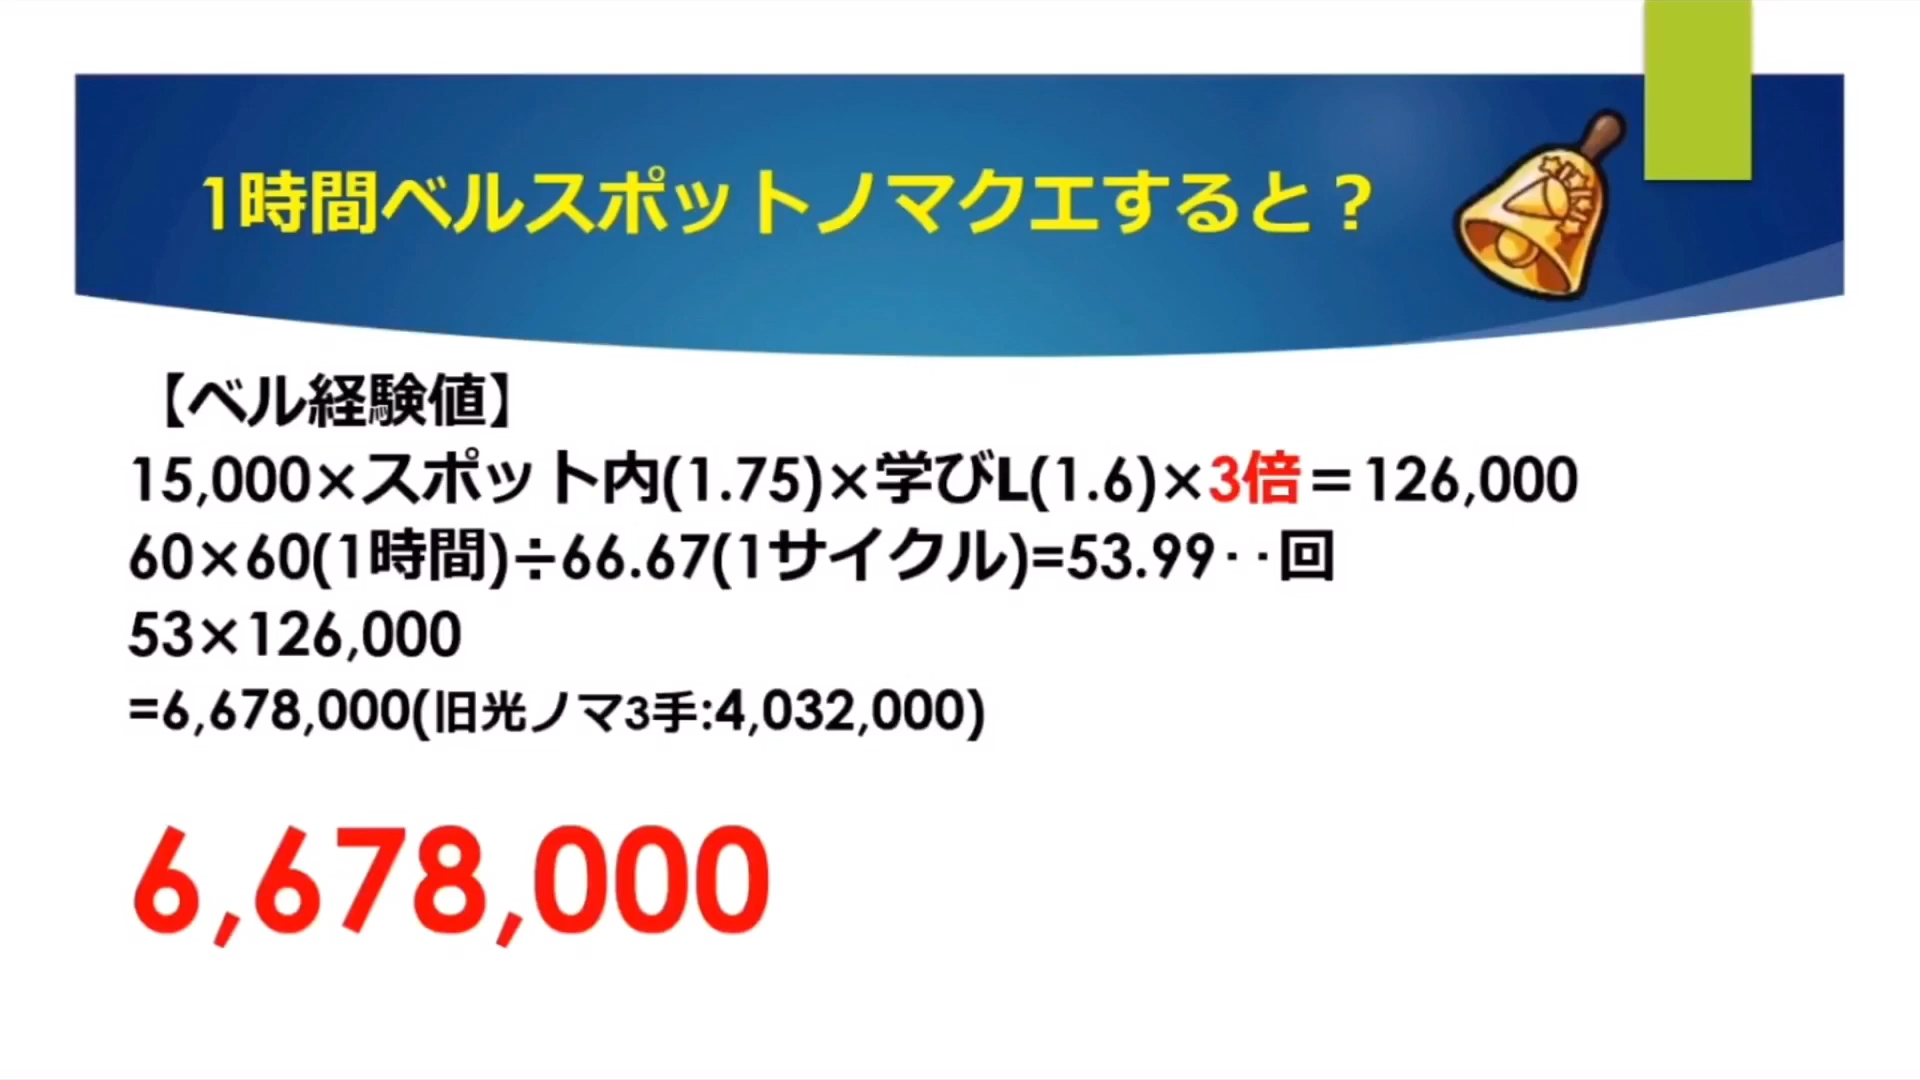 1時間ベルスポットノマクエすると？
【ベル経験値】
15,000×スポット内(1.75)×学びL(1.6)×3倍＝126,000
60×60(1時間)÷66.67(1サイクル)=53.99‥回
53×126,000
=6,678,000(旧光ノマ3手:4,032,000)
6,678,000